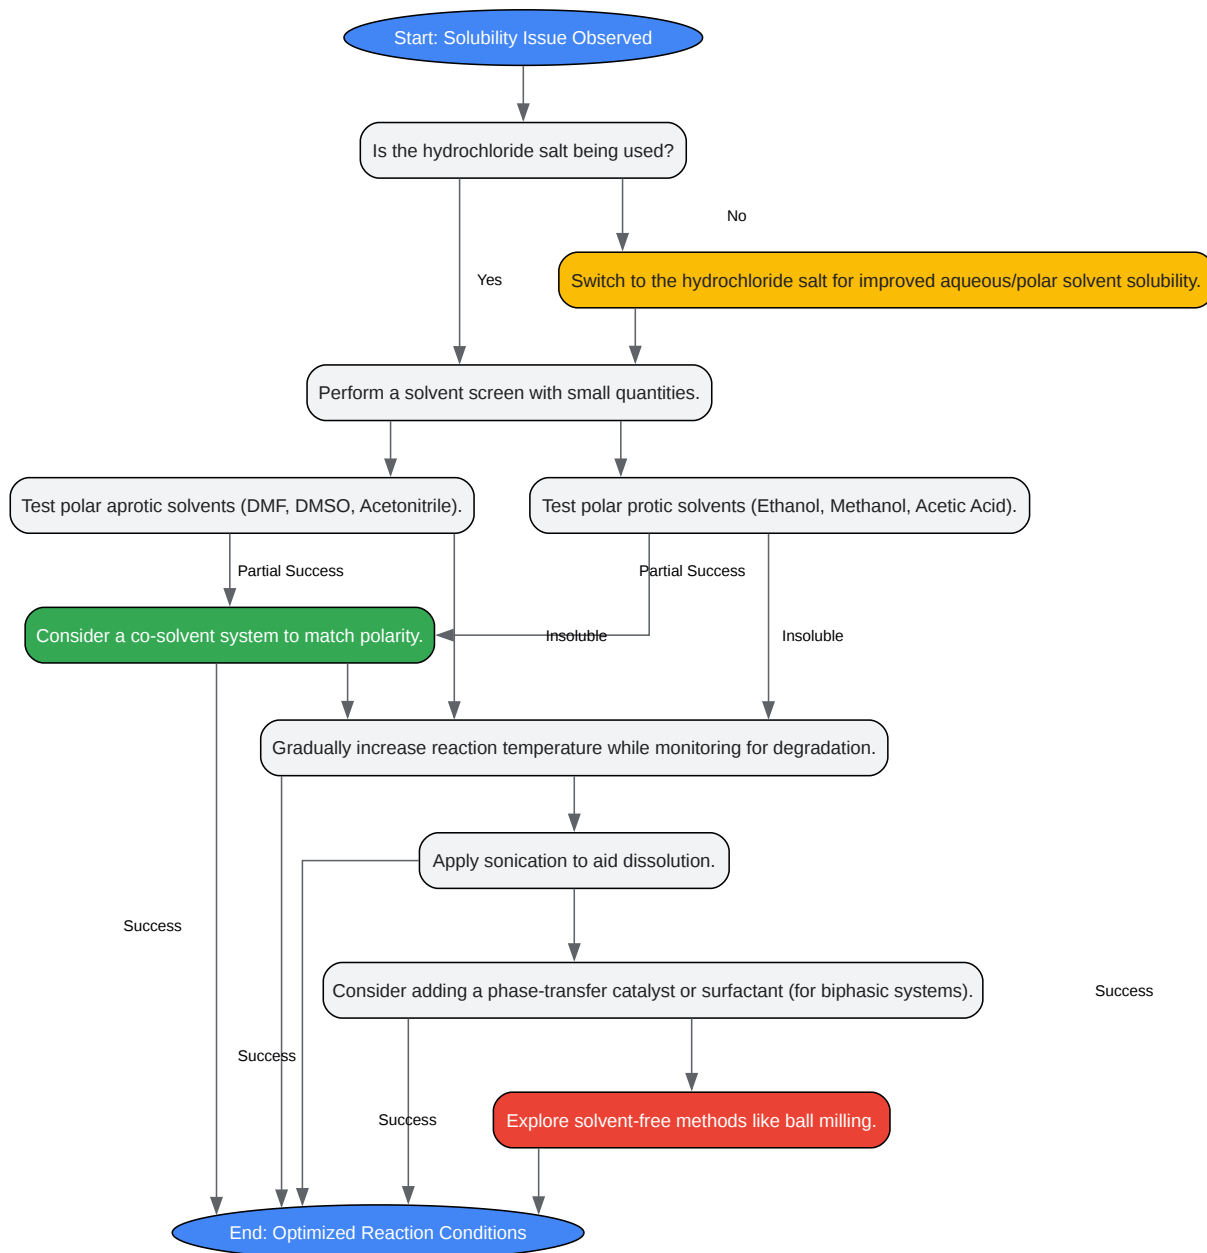 Start: Solubility Issue Observed
Is the hydrochloride salt being used?
No
Yes
Switch to the hydrochloride salt for improved aqueous/polar solvent solubility.
Perform a solvent screen with small quantities.
Test polar aprotic solvents (DMF, DMSO, Acetonitrile).
Test polar protic solvents (Ethanol, Methanol, Acetic Acid).
Partial Success
Partial Success
Consider a co-solvent system to match polarity.
Insoluble
Insoluble
Gradually increase reaction temperature while monitoring for degradation.
Apply sonication to aid dissolution.
Success
Consider adding a phase-transfer catalyst or surfactant (for biphasic systems).
Success
Success
Success
Explore solvent-free methods like ball milling.
End: Optimized Reaction Conditions